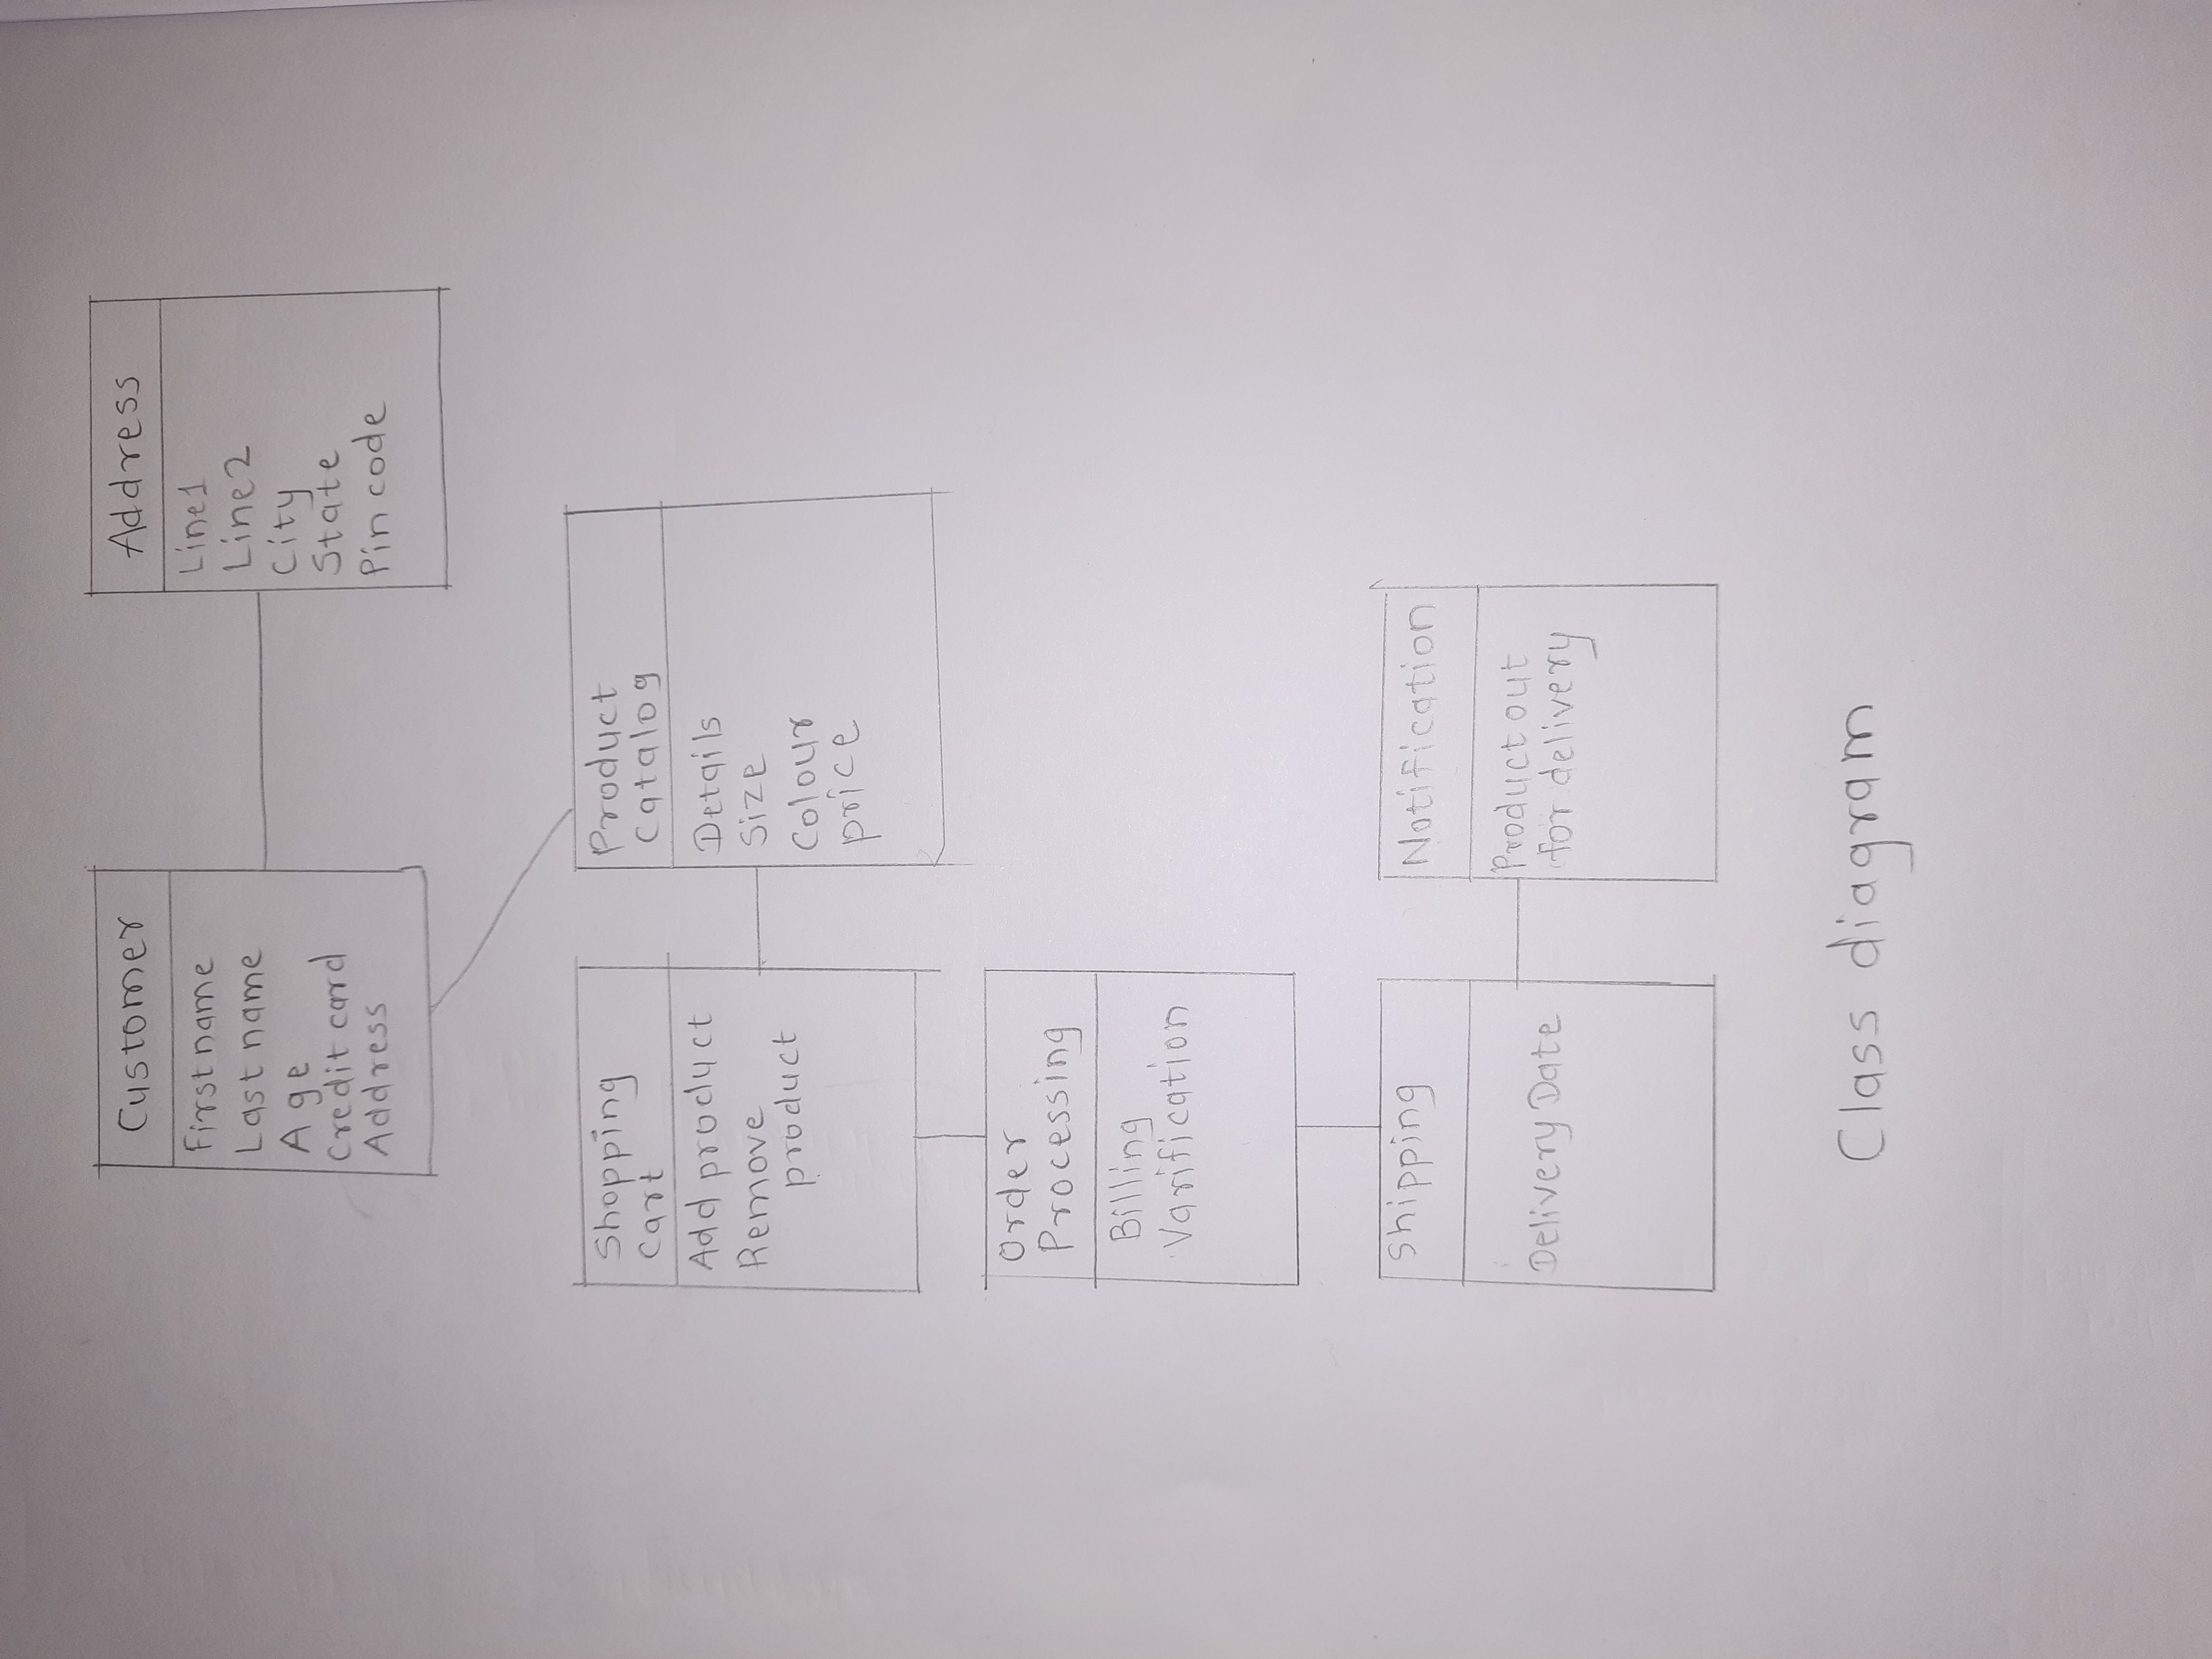 Customer
First name
Last name
Age
Credit card
Address
Address
Line1
Line2
City
State
Pin code
Shopping
Cart
Add product
Remove
product
Product
Catalog
Details
Size
Colour
price
Order
Processing
Billing
Varification
Shipping
Delivery Date
Notification
Product out
for delivery
Class diagram